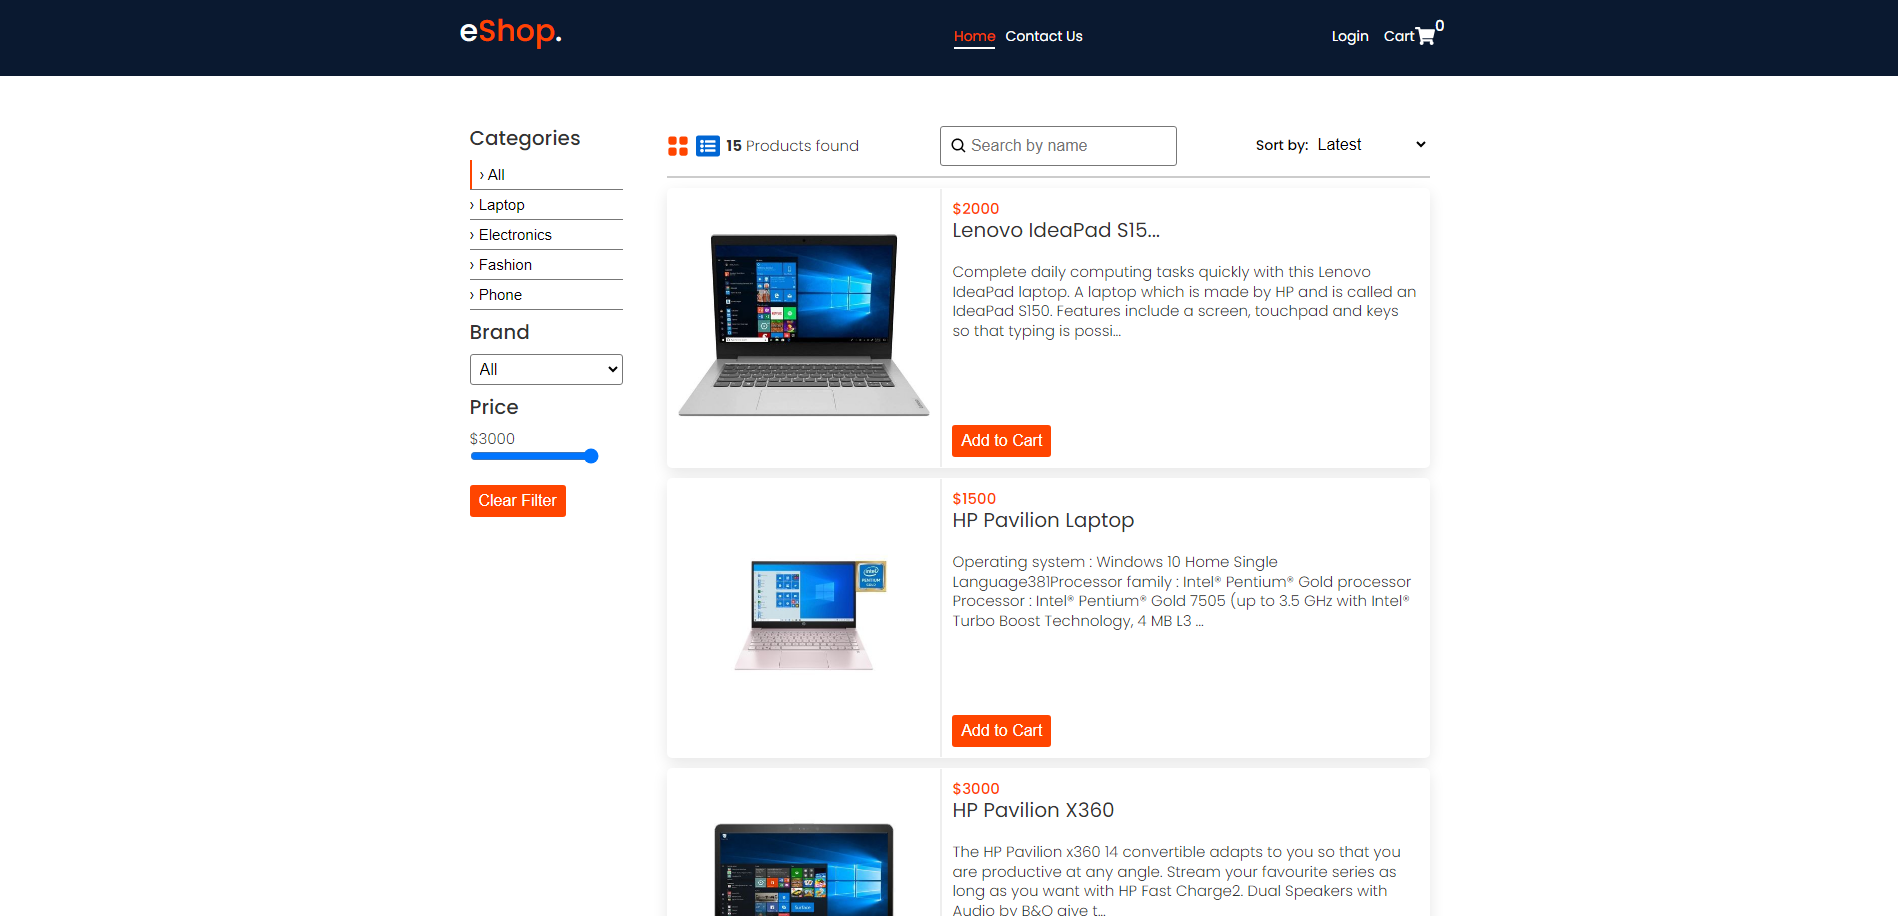 eShop.
Home Contact Us
Login Cart 0
Categories
› All
› Laptop
› Electronics
› Fashion
› Phone
Brand
All
Price
$3000
Clear Filter
15 Products found
Search by name
Sort by: Latest
$2000
Lenovo IdeaPad S15...
Complete daily computing tasks quickly with this Lenovo
IdeaPad laptop. A laptop which is made by HP and is called an
IdeaPad S150. Features include a screen, touchpad and keys
so that typing is possi...
Add to Cart
$1500
HP Pavilion Laptop
intel
PENTIUM
GOLD
Operating system : Windows 10 Home Single
Language381Processor family : Intel® Pentium® Gold processor
Processor : Intel® Pentium® Gold 7505 (up to 3.5 GHz with Intel®
Turbo Boost Technology, 4 MB L3 ...
Add to Cart
$3000
HP Pavilion X360
The HP Pavilion x360 14 convertible adapts to you so that you
are productive at any angle. Stream your favourite series as
long as you want with HP Fast Charge2. Dual Speakers with
Audio by B&O give t...